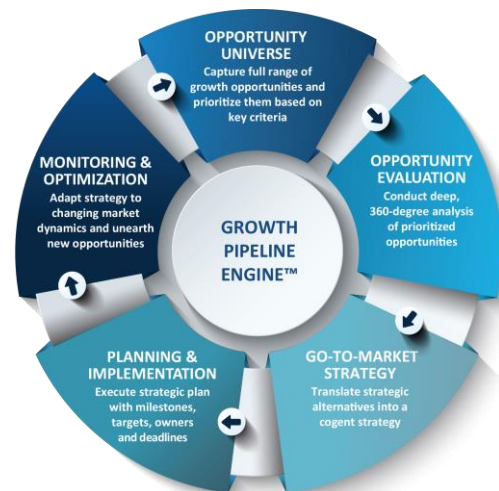 OPPORTUNITY
UNIVERSE
Capture full range of
growth opportunities and
prioritize them based on
key criteria
OPPORTUNITY
EVALUATION
Conduct deep,
360-degree analysis
of prioritized
opportunities
GO-TO-MARKET
STRATEGY
Translate strategic
alternatives into a
cogent strategy
PLANNING &
IMPLEMENTATION
Execute strategic plan
with milestones,
targets, owners
and deadlines
MONITORING &
OPTIMIZATION
Adapt strategy to
changing market
dynamics and unearth
new opportunities
GROWTH
PIPELINE
ENGINE™